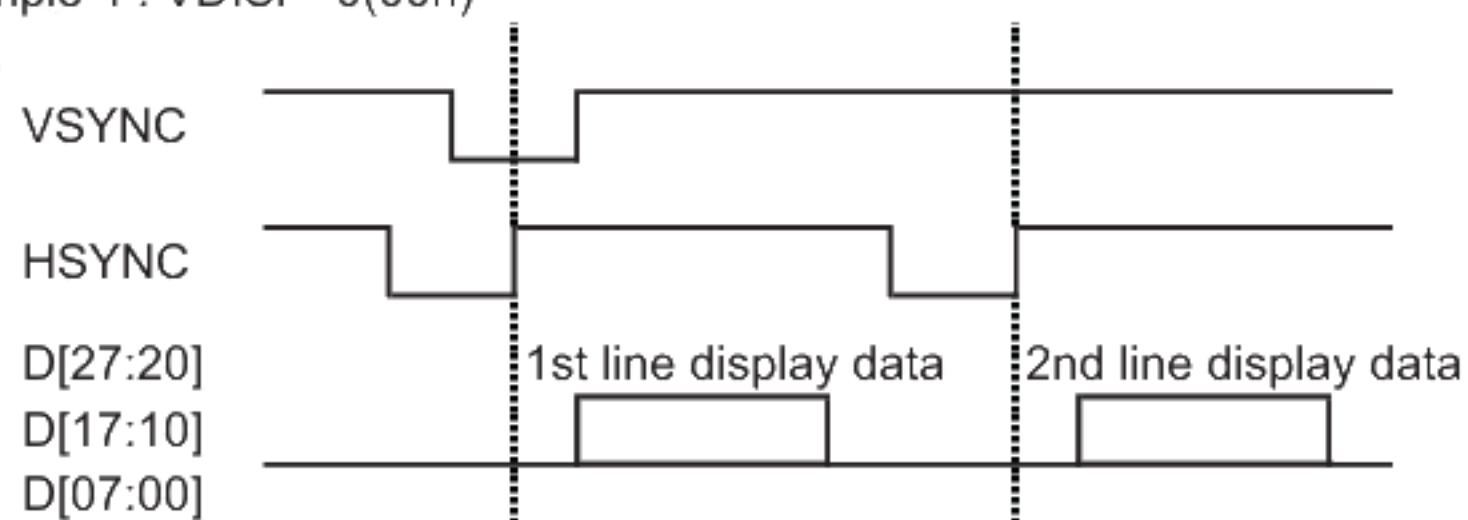 VSYNC
HSYNC
D[27:20]
1st line display data
2nd line display data
D[17:10]
D[07:00]